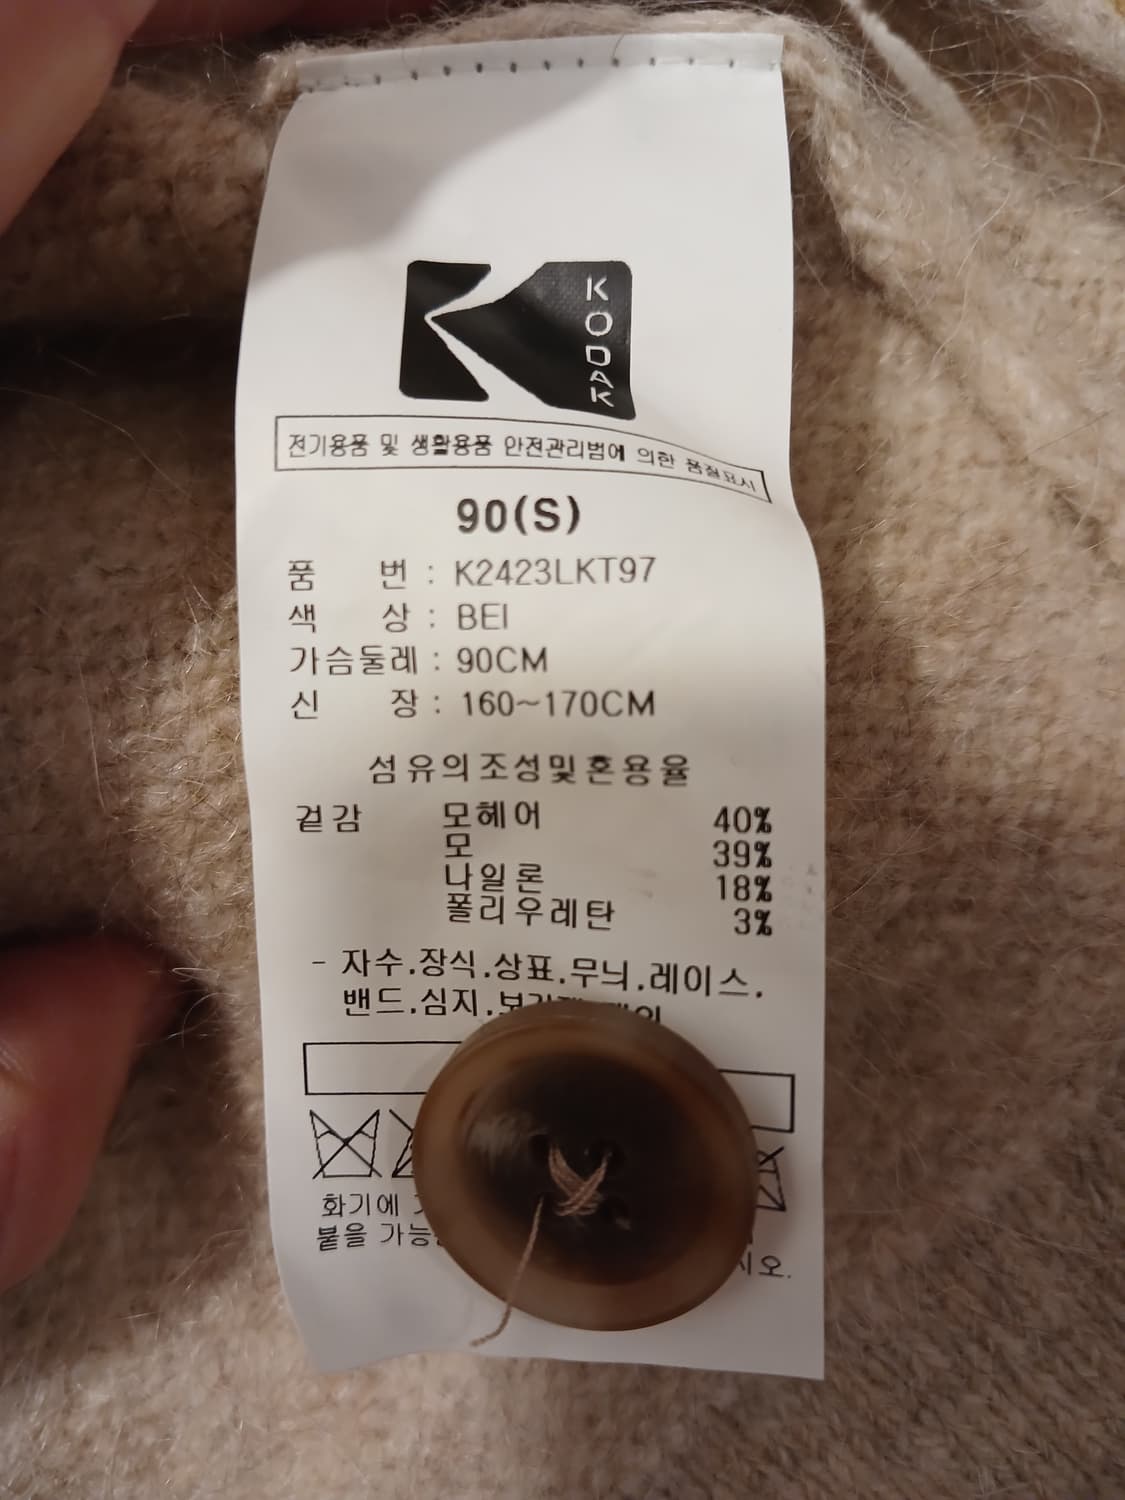 KODAK
전기용품 및 생활용품 안전관리법에 의한 품질표시
90(S)
품 번 : K2423LKT97
색 상 : BEI
가슴둘레 : 90CM
신 장 : 160~170CM
섬유의조성및혼용율
겉감 모헤어 40%
모 39%
나일론 18%
폴리우레탄 3%
- 자수.장식.상표.무늬.레이스.
밴드.심지.
화기에
붙을
시오.